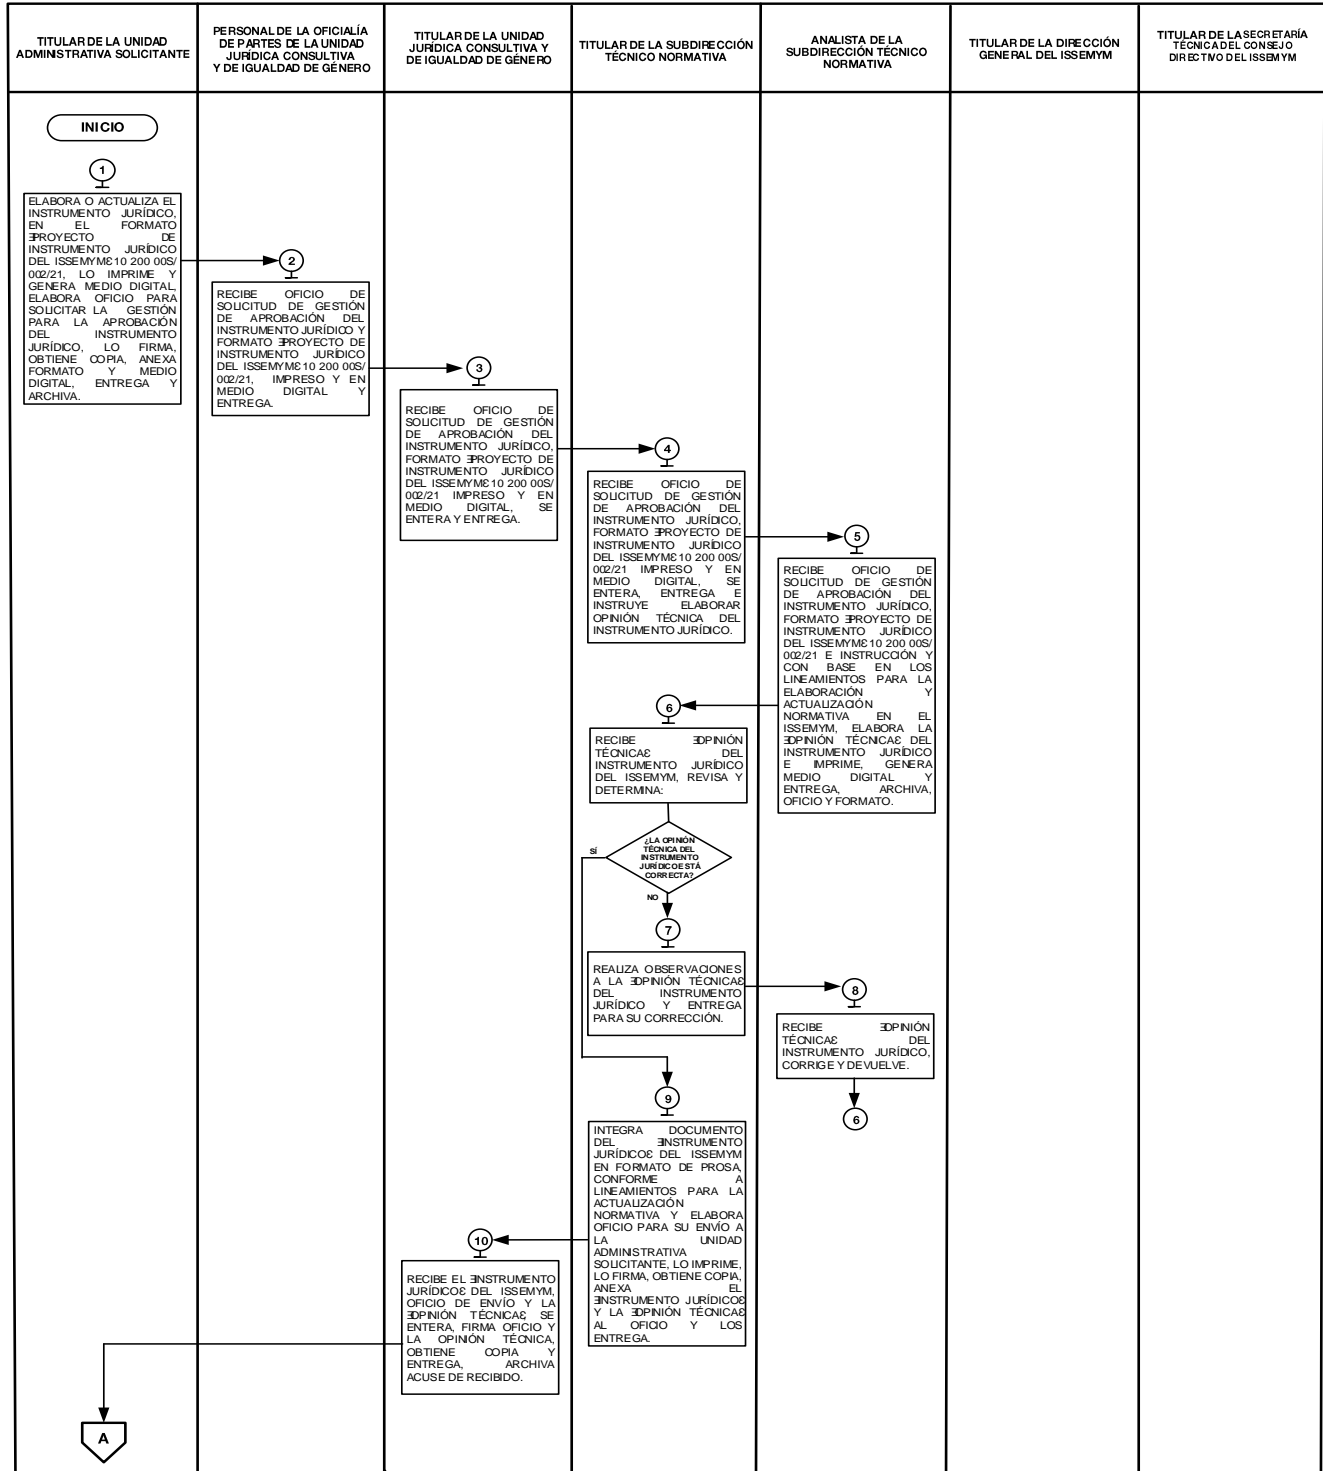 TITULAR DE LA UNIDAD
ADMINISTRATIVA SOLICITANTE
PERSONAL DE LA OFICIALÍA
DE PARTES DE LA UNIDAD
JURÍDICA CONSULTIVA
Y DE IGUALDAD DE GÉNERO
TITULAR DE LA UNIDAD
JURÍDICA CONSULTIVA Y
DE IGUALDAD DE GÉNERO
TITULAR DE LA SUBDIRECCIÓN
TÉCNICO NORMATIVA
ANALISTA DE LA
SUBDIRECCIÓN TÉCNICO
NORMATIVA
TITULAR DE LA DIRECCIÓN
GENERAL DEL ISSEMYM
TITULAR DE LA SECRETARÍA
TÉCNICA DEL CONSEJO
DIRECTIVO DEL ISSEMYM
INICIO
1
ELABORA O ACTUALIZA EL
INSTRUMENTO JURÍDICO,
EN EL FORMATO
∃PROYECTO DE
INSTRUMENTO JURÍDICO
DEL ISSEMYM& 10 200 00S/
002/21, LO IMPRIME Y
GENERA MEDIO DIGITAL,
ELABORA OFICIO PARA
SOLICITAR LA GESTIÓN
PARA LA APROBACIÓN
DEL INSTRUMENTO
JURÍDICO, LO FIRMA,
OBTIENE COPIA, ANEXA
FORMATO Y MEDIO
DIGITAL, ENTREGA Y
ARCHIVA.
2
RECIBE OFICIO DE
SOLICITUD DE GESTIÓN
DE APROBACIÓN DEL
INSTRUMENTO JURÍDICO Y
FORMATO ∃PROYECTO DE
INSTRUMENTO JURÍDICO
DEL ISSEMYM& 10 200 00S/
002/21, IMPRESO Y EN
MEDIO DIGITAL Y
ENTREGA.
3
RECIBE OFICIO DE
SOLICITUD DE GESTIÓN
DE APROBACIÓN DEL
INSTRUMENTO JURÍDICO,
FORMATO ∃PROYECTO DE
INSTRUMENTO JURÍDICO
DEL ISSEMYM& 10 200 00S/
002/21 IMPRESO Y EN
MEDIO DIGITAL, SE
ENTERA Y ENTREGA.
4
RECIBE OFICIO DE
SOLICITUD DE GESTIÓN
DE APROBACIÓN DEL
INSTRUMENTO JURÍDICO,
FORMATO ∃PROYECTO DE
INSTRUMENTO JURÍDICO
DEL ISSEMYM& 10 200 00S/
002/21 IMPRESO Y EN
MEDIO DIGITAL, SE
ENTERA, ENTREGA E
INSTRUYE ELABORAR
OPINIÓN TÉCNICA DEL
INSTRUMENTO JURÍDICO.
5
RECIBE OFICIO DE
SOLICITUD DE GESTIÓN
DE APROBACIÓN DEL
INSTRUMENTO JURÍDICO,
FORMATO ∃PROYECTO DE
INSTRUMENTO JURÍDICO
DEL ISSEMYM& 10 200 00S/
002/21 E INSTRUCCIÓN Y
CON BASE EN LOS
LINEAMIENTOS PARA LA
ELABORACIÓN Y
ACTUALIZACIÓN
NORMATIVA EN EL
ISSEMYM, ELABORA LA
∃OPINIÓN TÉCNICA& DEL
INSTRUMENTO JURÍDICO
E IMPRIME, GENERA
MEDIO DIGITAL Y
ENTREGA, ARCHIVA,
OFICIO Y FORMATO.
6
RECIBE ∃OPINIÓN
TÉCNICA& DEL
INSTRUMENTO JURÍDICO
DEL ISSEMYM, REVISA Y
DETERMINA:
¿LA OPINIÓN
TÉCNICA DEL
INSTRUMENTO
JURÍDICO ESTÁ
CORRECTA?
SÍ
NO
7
REALIZA OBSERVACIONES
A LA ∃OPINIÓN TÉCNICA&
DEL INSTRUMENTO
JURÍDICO Y ENTREGA
PARA SU CORRECCIÓN.
8
RECIBE ∃OPINIÓN
TÉCNICA& DEL
INSTRUMENTO JURÍDICO,
CORRIGE Y DEVUELVE.
6
9
INTEGRA DOCUMENTO
DEL ∃INSTRUMENTO
JURÍDICO& DEL ISSEMYM
EN FORMATO DE PROSA,
CONFORME A
LINEAMIENTOS PARA LA
ACTUALIZACIÓN
NORMATIVA Y ELABORA
OFICIO PARA SU ENVÍO A
LA UNIDAD
ADMINISTRATIVA
SOLICITANTE, LO IMPRIME,
LO FIRMA, OBTIENE COPIA,
ANEXA EL
∃INSTRUMENTO JURÍDICO&
Y LA ∃OPINIÓN TÉCNICA&
AL OFICIO Y LOS
ENTREGA.
10
RECIBE EL ∃INSTRUMENTO
JURÍDICO& DEL ISSEMYM,
OFICIO DE ENVÍO Y LA
∃OPINIÓN TÉCNICA&, SE
ENTERA, FIRMA OFICIO Y
LA OPINIÓN TÉCNICA,
OBTIENE COPIA Y
ENTREGA, ARCHIVA
ACUSE DE RECIBIDO.
A